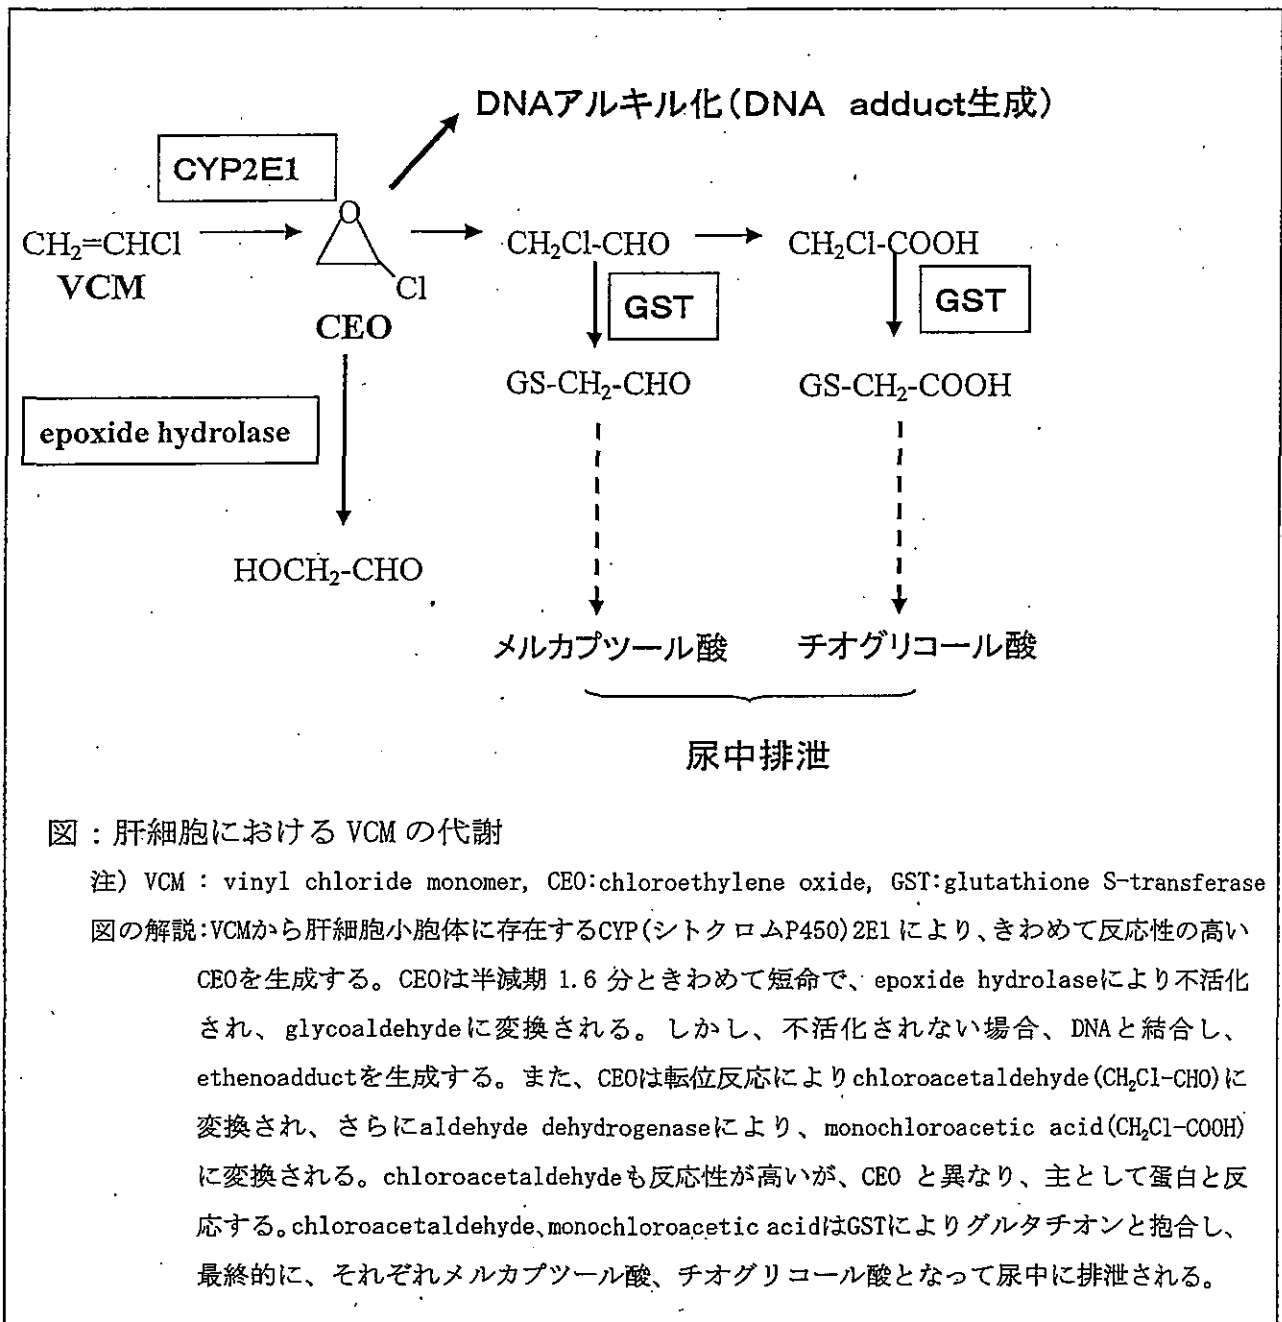 DNAアルキル化(DNA adduct生成)
CYP2E1
CH₂=CHCl
VCM
O
Cl
CEO
CH₂Cl-CHO
CH₂Cl-COOH
GST
GST
GS-CH₂-CHO
GS-CH₂-COOH
epoxide hydrolase
HOCH₂-CHO
メルカプツール酸
チオグリコール酸
尿中排泄
図：肝細胞における VCM の代謝
注) VCM : vinyl chloride monomer, CEO:chloroethylene oxide, GST:glutathione S-transferase
図の解説:VCMから肝細胞小胞体に存在するCYP(シトクロムP450)2E1 により、きわめて反応性の高い
CEOを生成する。CEOは半減期 1.6 分ときわめて短命で、epoxide hydrolaseにより不活化
され、glycoaldehydeに変換される。しかし、不活化されない場合、DNAと結合し、
ethenoadductを生成する。また、CEOは転位反応によりchloroacetaldehyde(CH₂Cl-CHO)に
変換され、さらにaldehyde dehydrogenaseにより、monochloroacetic acid(CH₂Cl-COOH)
に変換される。chloroacetaldehydeも反応性が高いが、CEO と異なり、主として蛋白と反
応する。chloroacetaldehyde、monochloroacetic acidはGSTによりグルタチオンと抱合し、
最終的に、それぞれメルカプツール酸、チオグリコール酸となって尿中に排泄される。